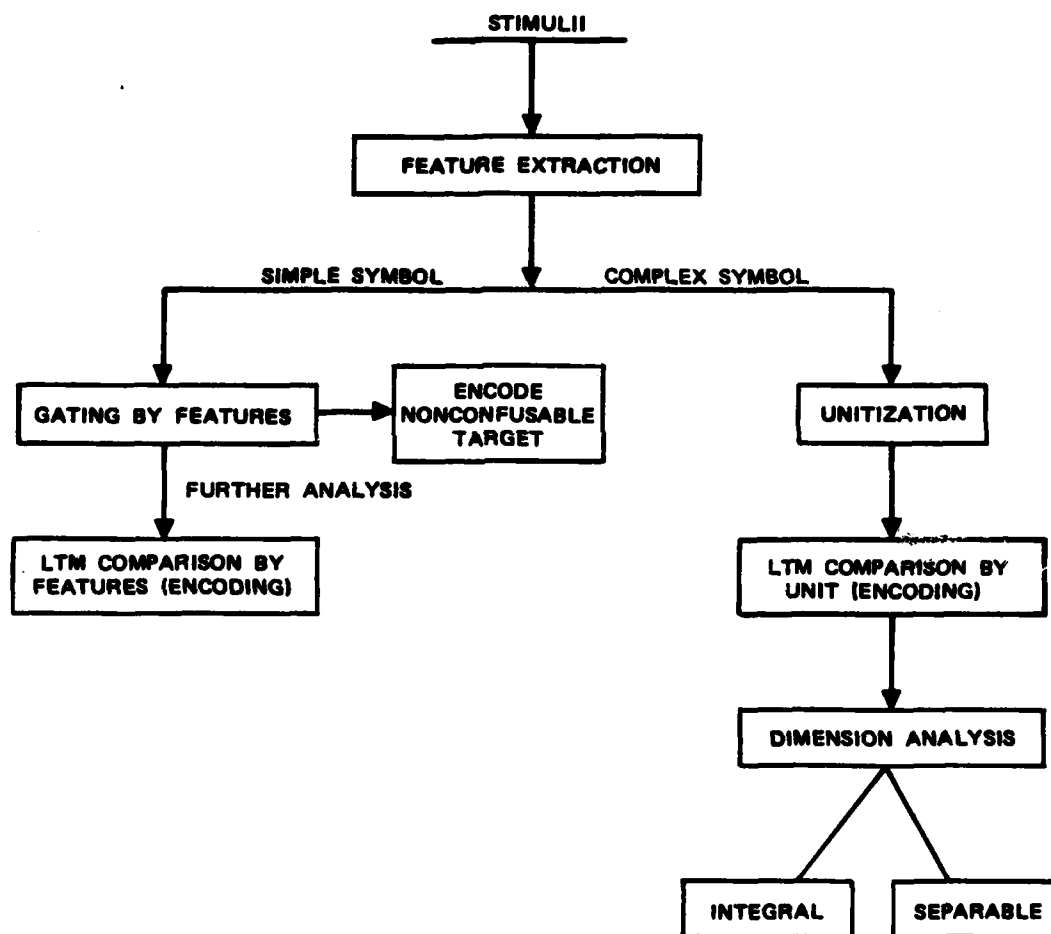 STIMULII
FEATURE EXTRACTION
SIMPLE SYMBOL
COMPLEX SYMBOL
GATING BY FEATURES
ENCODE
NONCONFUSABLE
TARGET
UNITIZATION
FURTHER ANALYSIS
LTM COMPARISON BY
FEATURES (ENCODING)
LTM COMPARISON BY
UNIT (ENCODING)
DIMENSION ANALYSIS
INTEGRAL
SEPARABLE